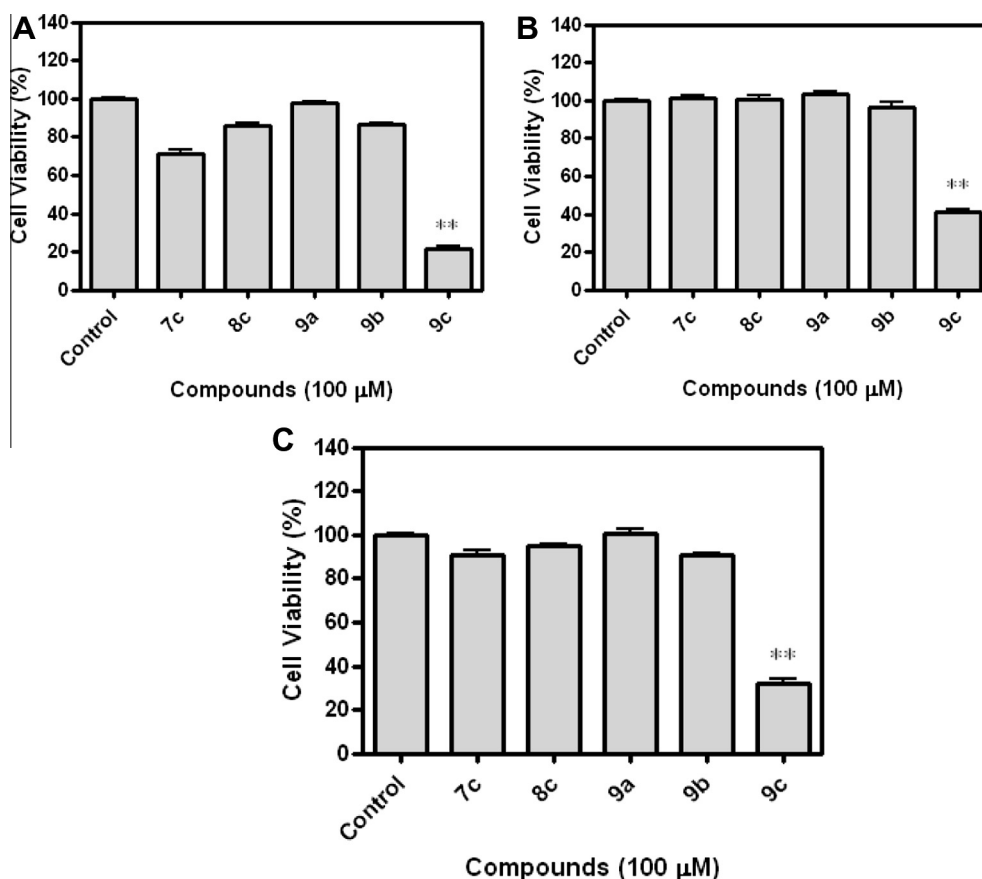 A
Cell Viability (%)
140
120
100
80
60
40
20
0
**
Control
7c
8c
9a
9b
9c
Compounds (100 μM)
B
Cell Viability (%)
140
120
100
80
60
40
20
0
**
Control
7c
8c
9a
9b
9c
Compounds (100 μM)
C
Cell Viability (%)
140
120
100
80
60
40
20
0
**
Control
7c
8c
9a
9b
9c
Compounds (100 μM)